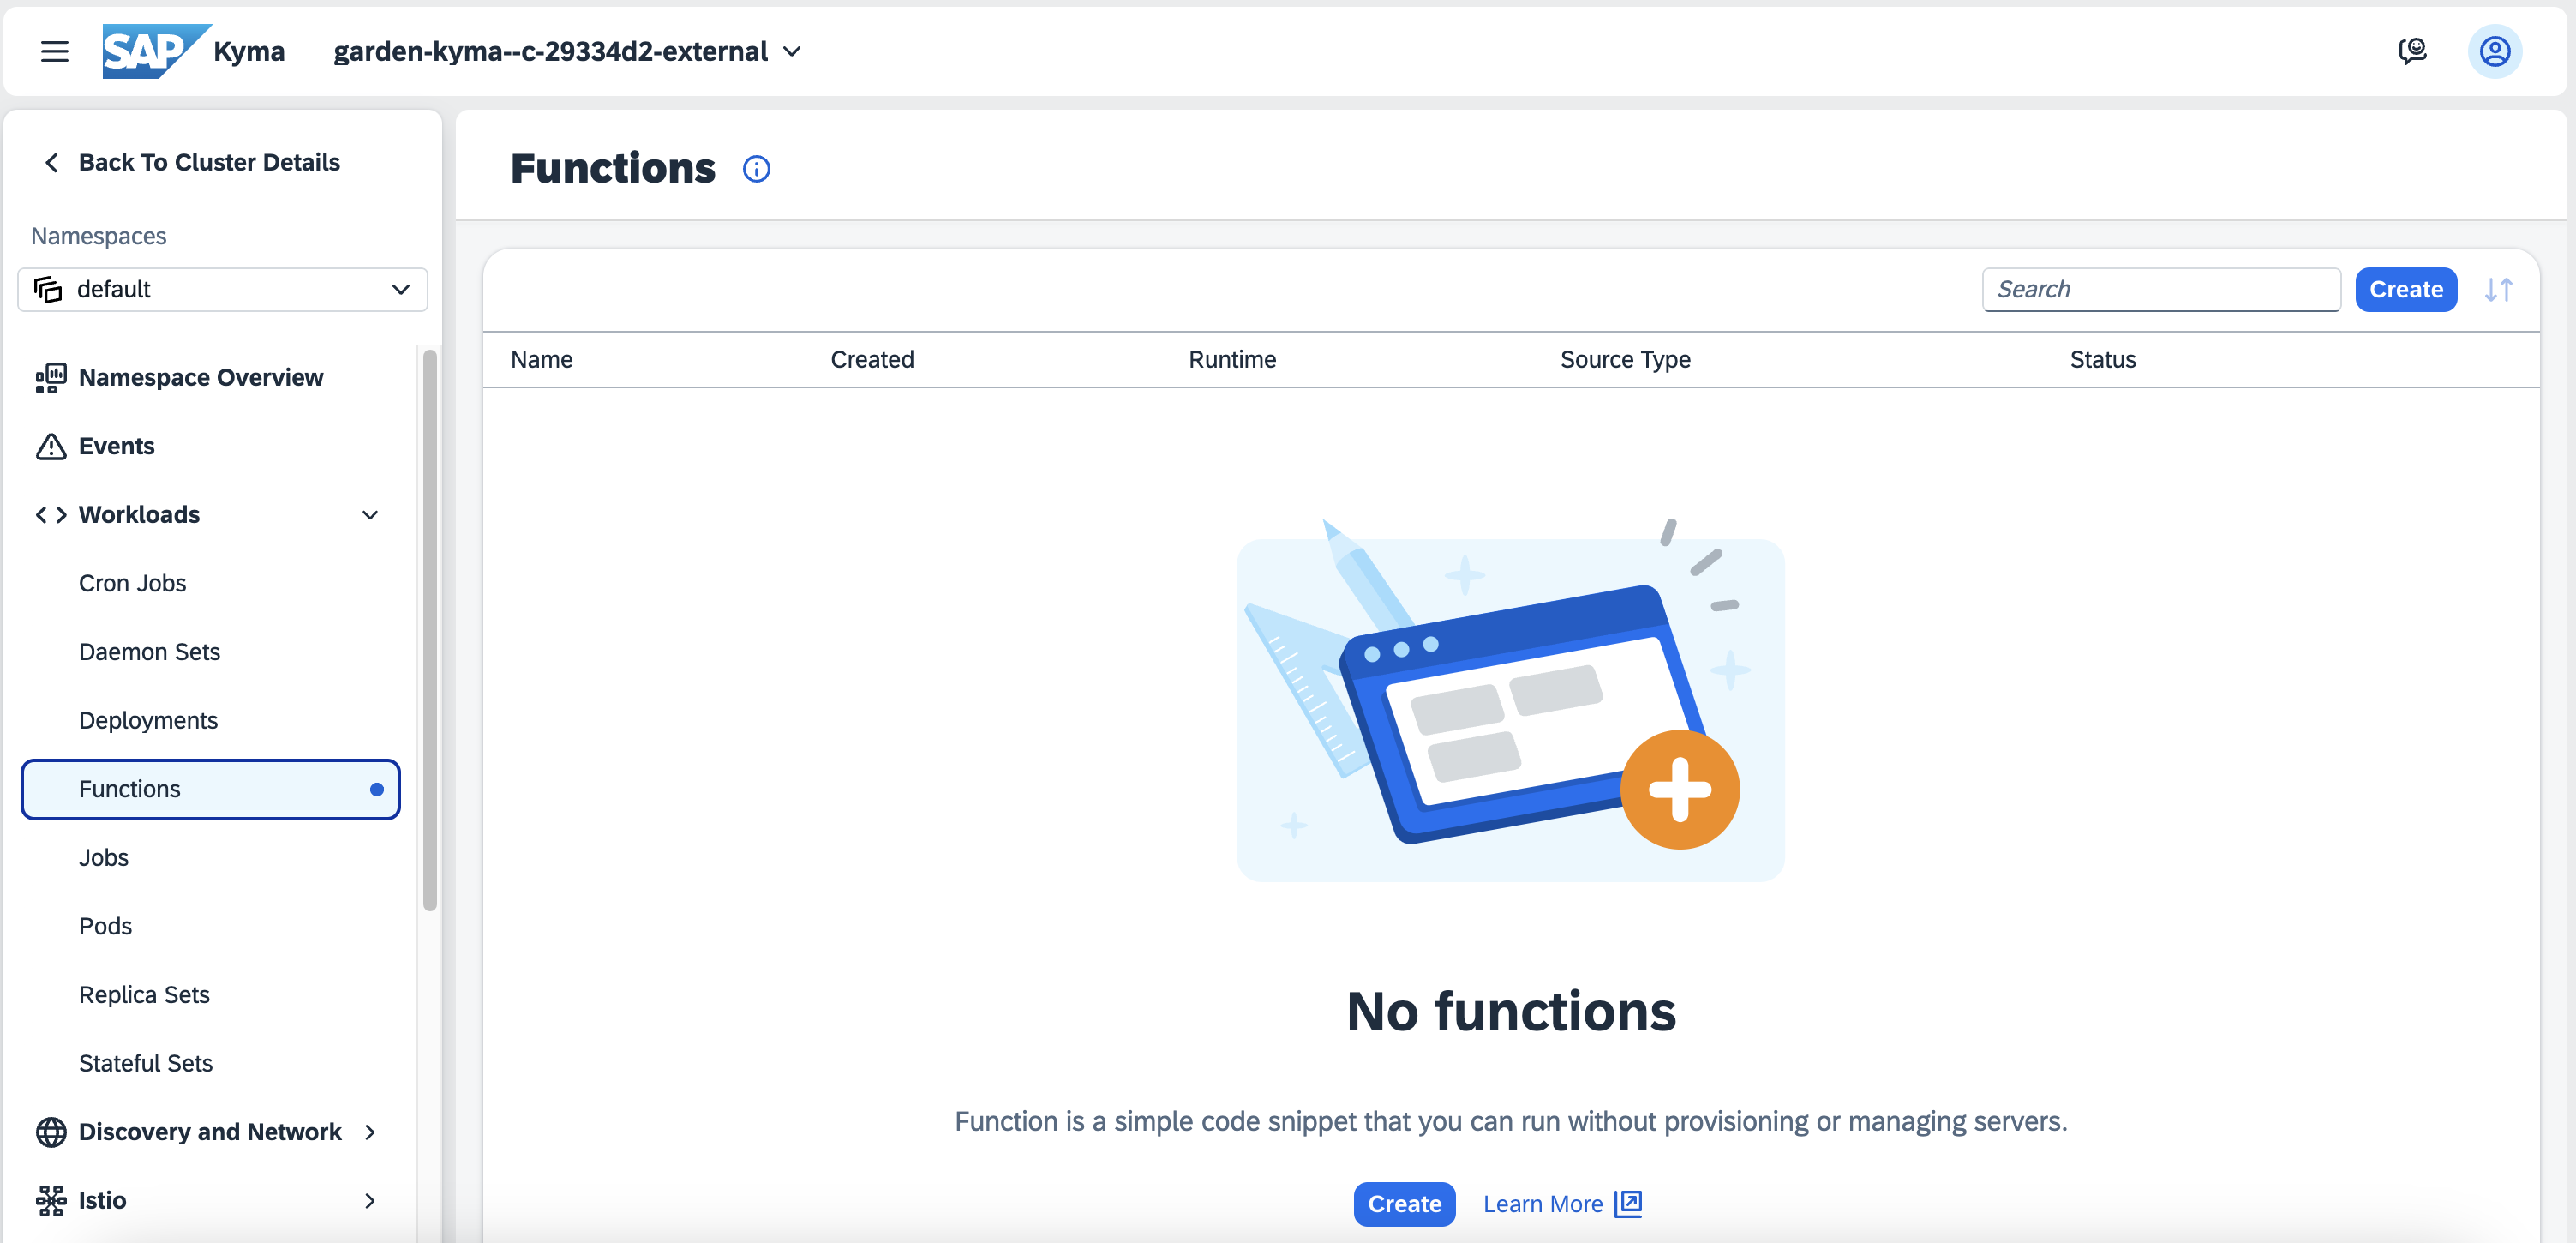 SAP Kyma garden-kyma--c-29334d2-external
Back To Cluster Details
Namespaces
default
Namespace Overview
Events
Workloads
Cron Jobs
Daemon Sets
Deployments
Functions
Jobs
Pods
Replica Sets
Stateful Sets
Discovery and Network
Istio
Functions
Search Create
Name Created Runtime Source Type Status
No functions
Function is a simple code snippet that you can run without provisioning or managing servers.
Create Learn More